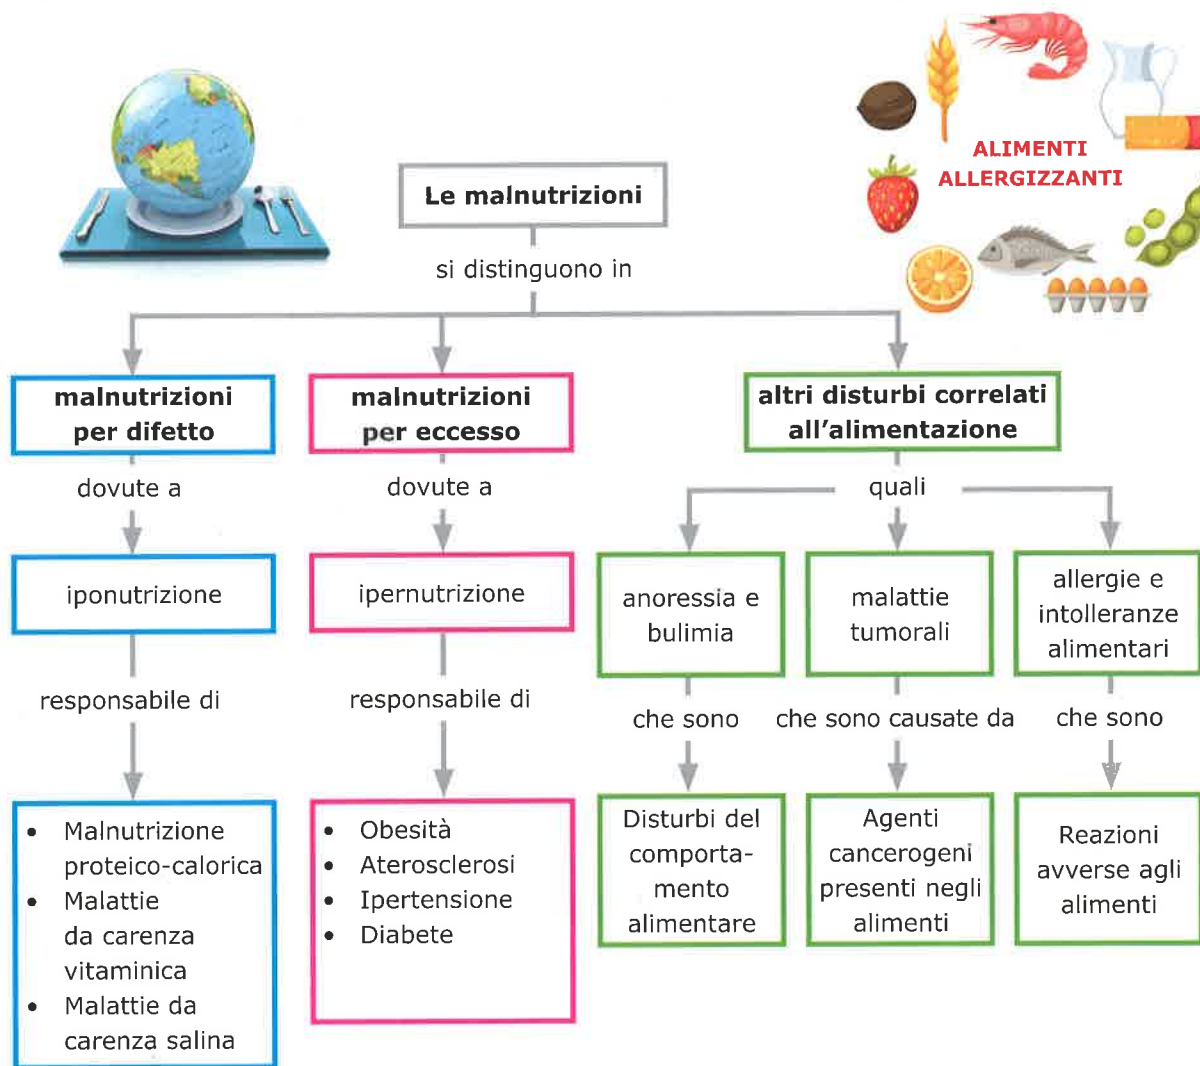 ALIMENTI
ALLERGIZZANTI
Le malnutrizioni
si distinguono in
malnutrizioni
per difetto
dovute a
iponutrizione
responsabile di
• Malnutrizione
proteico-calorica
• Malattie
da carenza
vitaminica
• Malattie da
carenza salina
malnutrizioni
per eccesso
dovute a
ipernutrizione
responsabile di
• Obesità
• Aterosclerosi
• Ipertensione
• Diabete
altri disturbi correlati
all'alimentazione
quali
anoressia e
bulimia
che sono
Disturbi del
comporta-
mento
alimentare
malattie
tumorali
che sono causate da
Agenti
cancerogeni
presenti negli
alimenti
allergie e
intolleranze
alimentari
che sono
Reazioni
avverse agli
alimenti